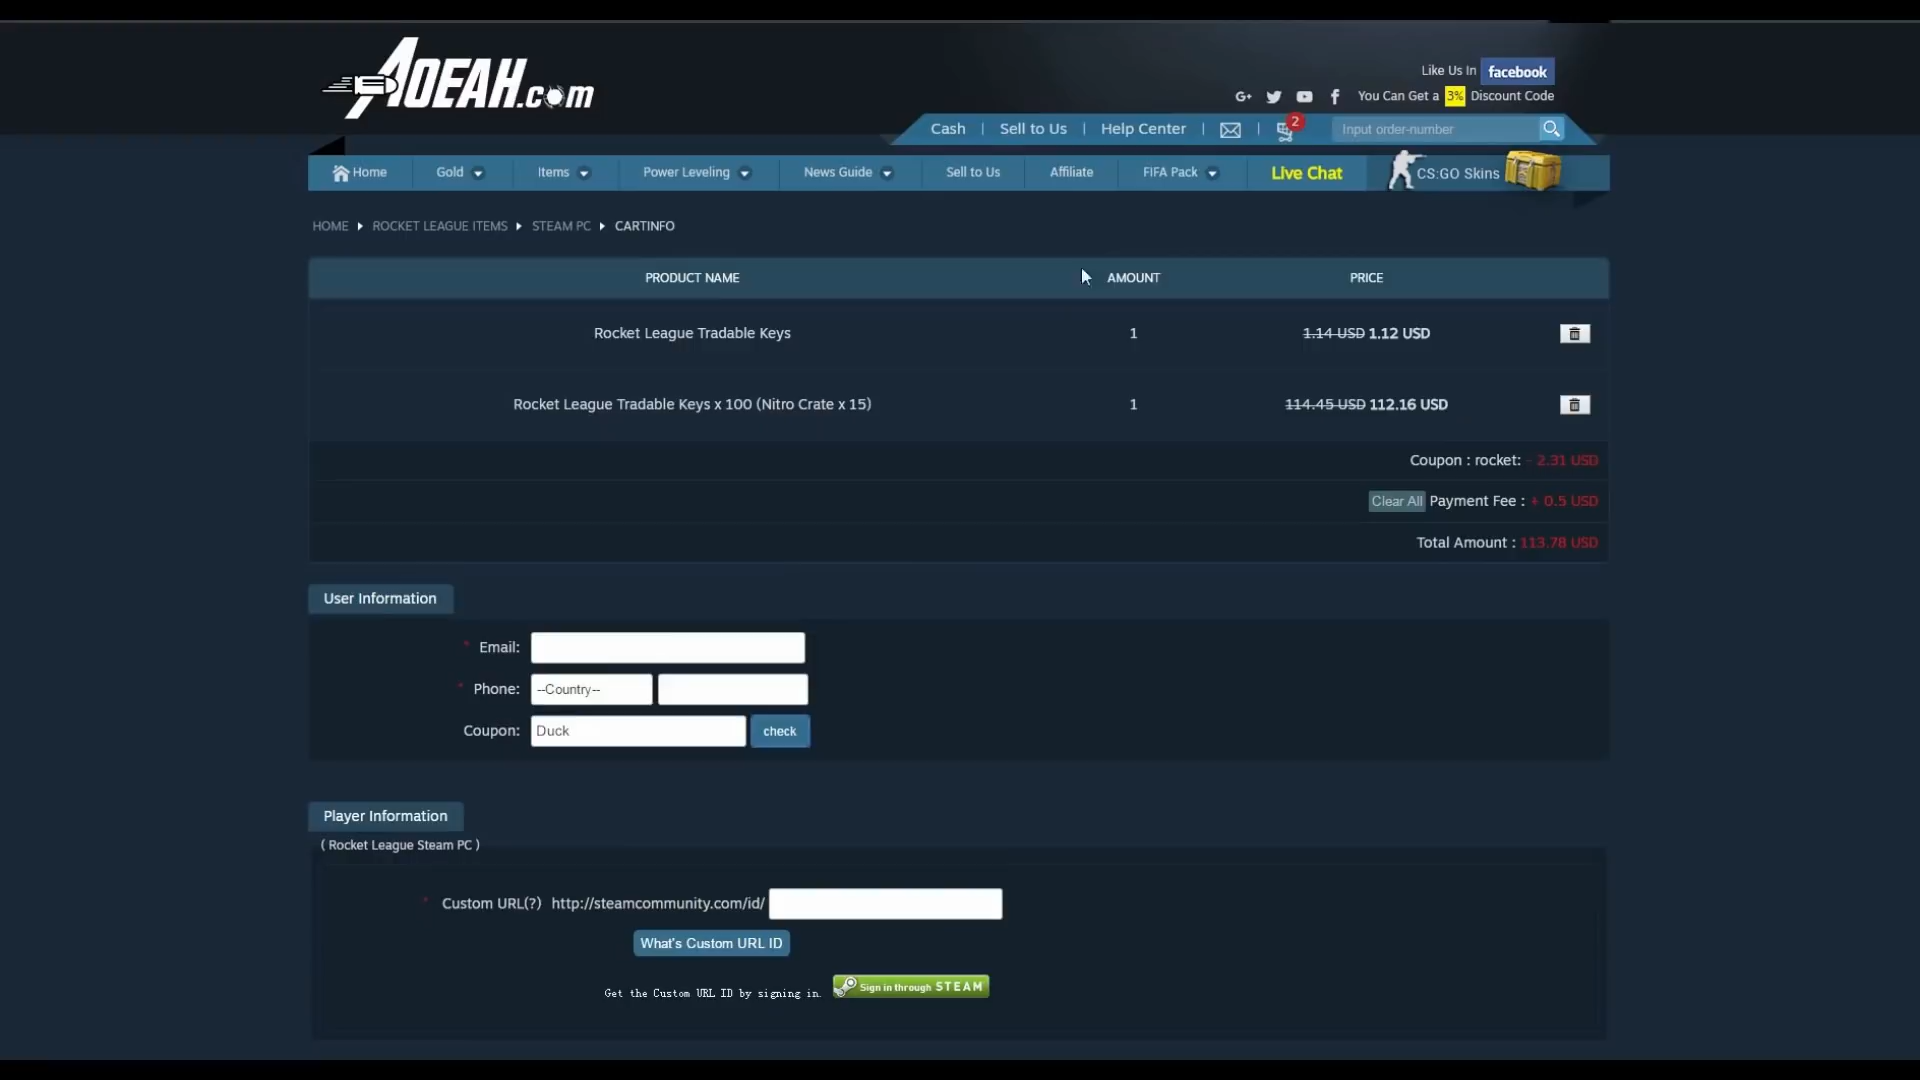 AOEAH.com
Like Us In facebook
You Can Get a 3% Discount Code
Cash | Sell to Us | Help Center | | 2 Input order-number
Home Gold Items Power Leveling News Guide Sell to Us Affiliate FIFA Pack Live Chat CS:GO Skins
HOME ROCKET LEAGUE ITEMS STEAM PC CARTINFO
PRODUCT NAME AMOUNT PRICE
Rocket League Tradable Keys 1 1.14 USD 1.12 USD
Rocket League Tradable Keys x 100 (Nitro Crate x 15) 1 114.45 USD 112.16 USD
Coupon : rocket: - 2.31 USD
Clear All Payment Fee : + 0.5 USD
Total Amount : 113.78 USD
User Information
* Email:
* Phone: --Country--
Coupon: Duck check
Player Information
( Rocket League Steam PC )
* Custom URL(?) http://steamcommunity.com/id/
What's Custom URL ID
Get the Custom URL ID by signing in. Sign in through STEAM